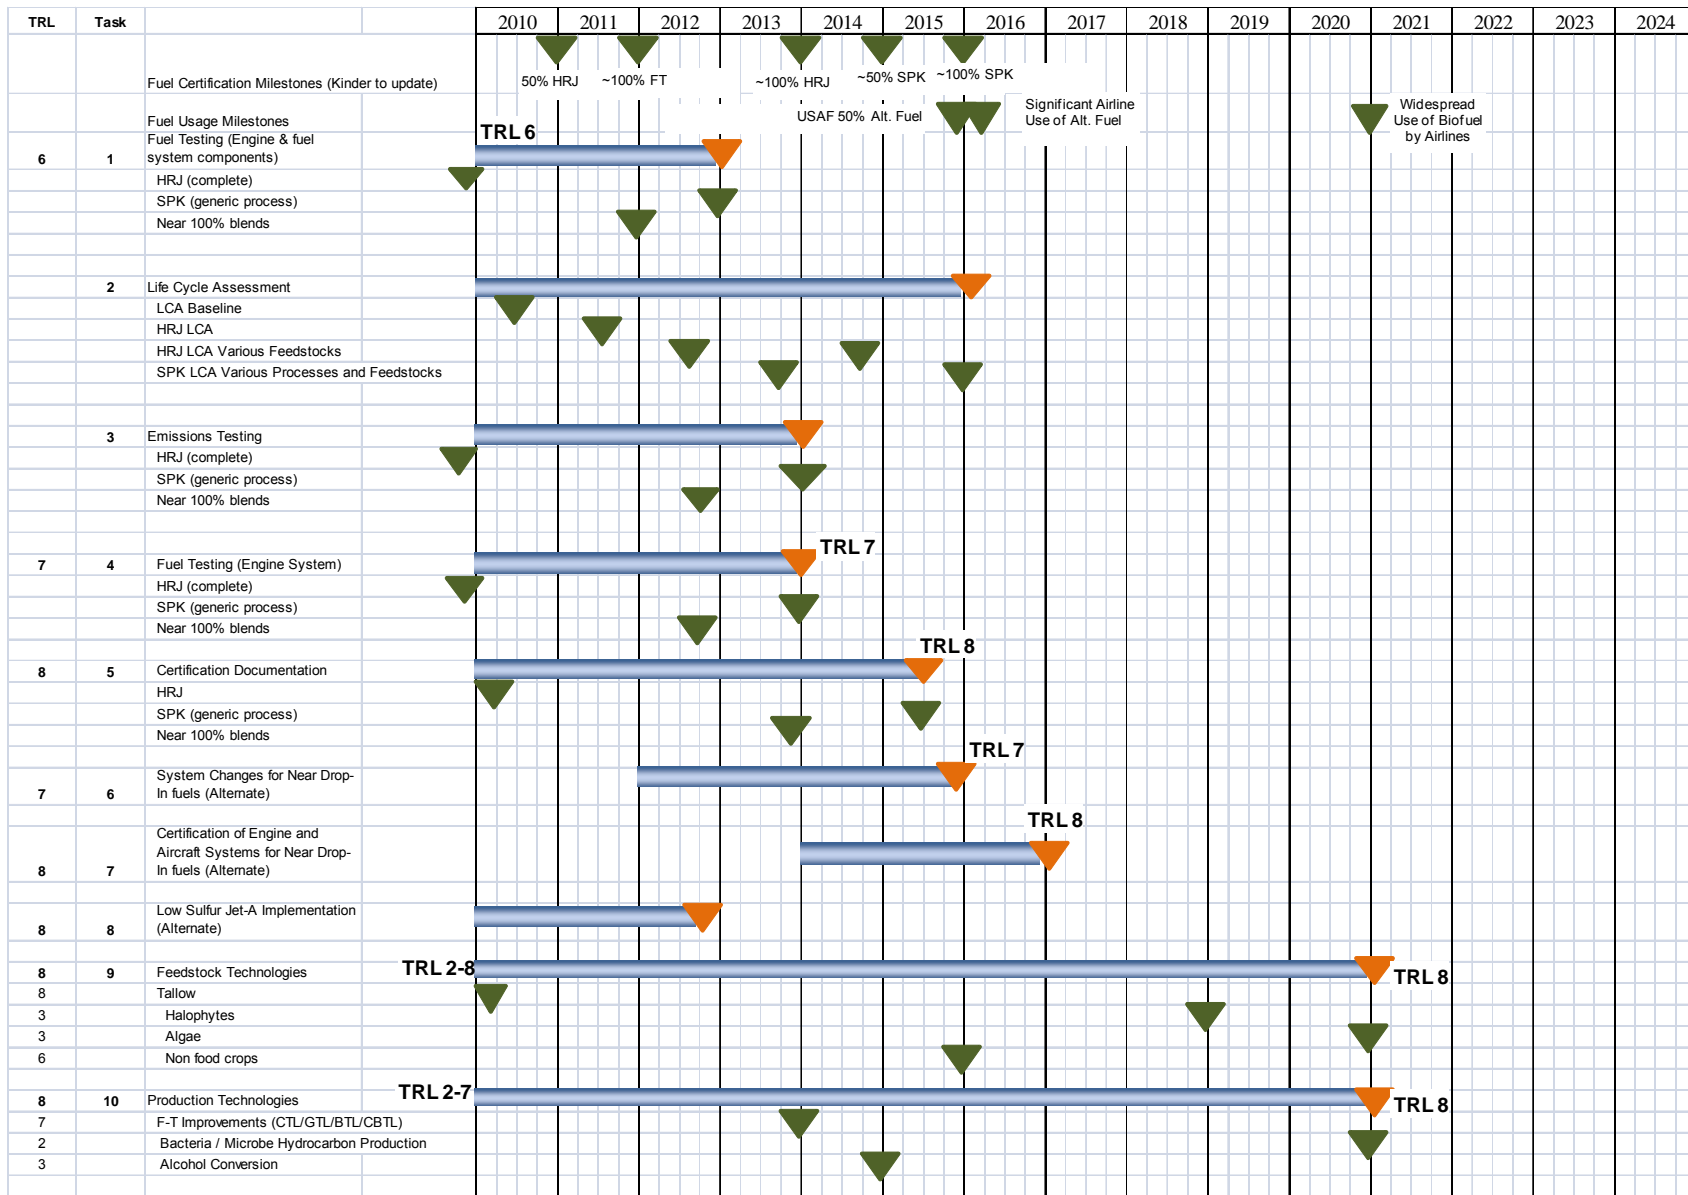 TRL Task 2010 2011 2012 2013 2014 2015 2016 2017 2018 2019 2020 2021 2022 2023 2024
50% HRJ ~100% FT ~100% HRJ ~50% SPK ~100% SPK
Fuel Certification Milestones (Kinder to update)
Fuel Usage Milestones
USAF 50% Alt. Fuel
Significant Airline
Use of Alt. Fuel
Widespread
Use of Biofuel
by Airlines
TRL 6
Fuel Testing (Engine & fuel
6 1 system components)
HRJ (complete)
SPK (generic process)
Near 100% blends
2 Life Cycle Assessment
LCA Baseline
HRJ LCA
HRJ LCA Various Feedstocks
SPK LCA Various Processes and Feedstocks
3 Emissions Testing
HRJ (complete)
SPK (generic process)
Near 100% blends
TRL 7
7 4 Fuel Testing (Engine System)
HRJ (complete)
SPK (generic process)
Near 100% blends
TRL 8
8 5 Certification Documentation
HRJ
SPK (generic process)
Near 100% blends
TRL 7
System Changes for Near Drop-
7 6 In fuels (Alternate)
TRL 8
Certification of Engine and
Aircraft Systems for Near Drop-
8 7 In fuels (Alternate)
Low Sulfur Jet-A Implementation
8 8 (Alternate)
8 9 Feedstock Technologies TRL 2-8 TRL 8
8 Tallow
3 Halophytes
3 Algae
6 Non food crops
8 10 Production Technologies TRL 2-7 TRL 8
7 F-T Improvements (CTL/GTL/BTL/CBTL)
2 Bacteria / Microbe Hydrocarbon Production
3 Alcohol Conversion